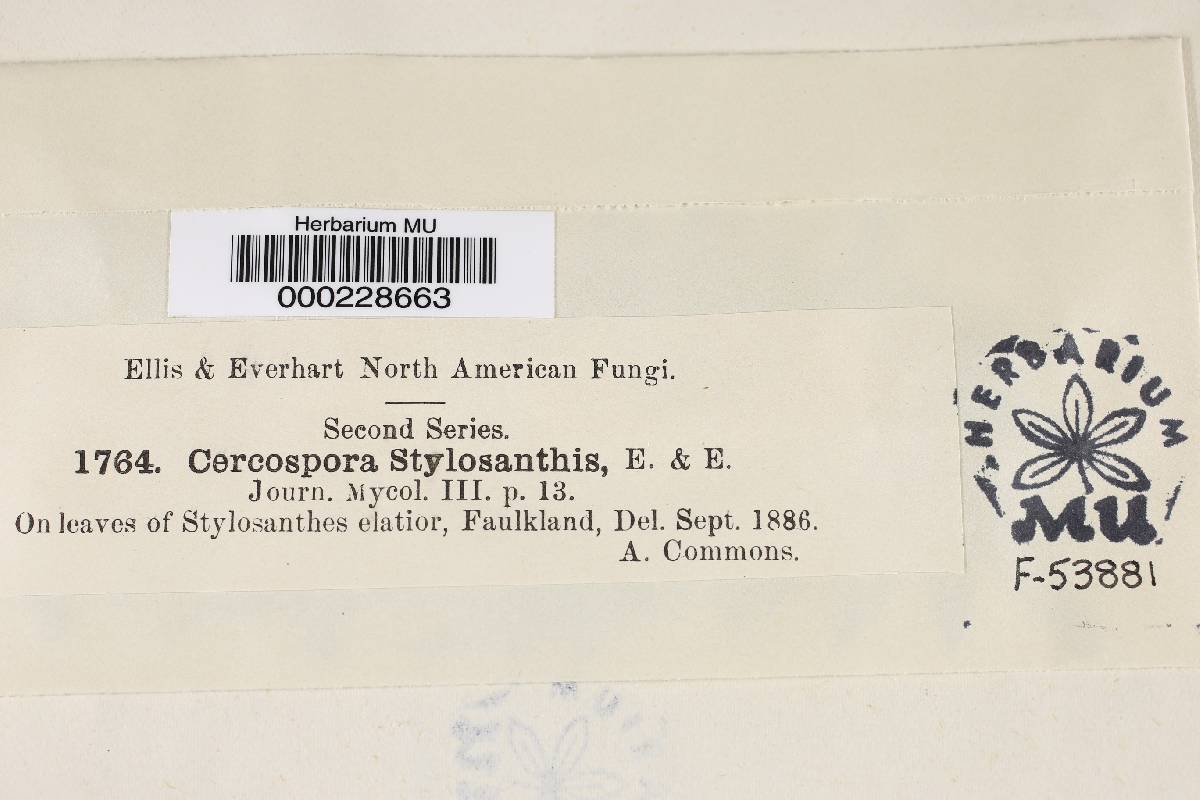 Herbarium MU
000228663
Ellis & Everhart North American Fungi.
Second Series.
1764. Cercospora Stylosanthis, E. & E.
Journ. Mycol. III. p. 13.
On leaves of Stylosanthes elatior, Faulkland, Del. Sept. 1886.
A. Commons.
HERBARIUM
MU
F-53881